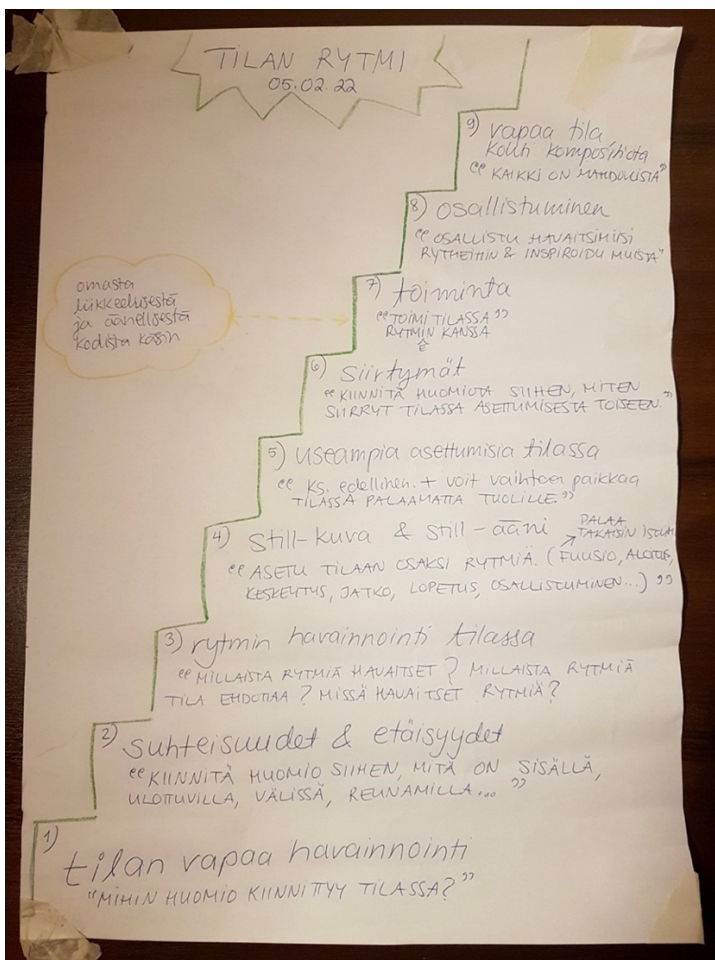 TILAN RYTMI
05.02.22
9) vapaa tila
kohti kompositiota
"KAIKKI ON MAHDOLLISTA"
8) osallistuminen
"OSALLISTU HAVAITSIMIISI
RYTMEIHIN & INSPIROIDU MUISTA"
omasta
liikkeellisestä
ja äänellisestä
kodista käsin
7) toiminta
"TOIMI TILASSA"
RYTMIN KANSSA
6) siirtymät
"KIINNITÄ HUOMIOTA SIIHEN, MITEN
SIIRRYT TILASSA ASETTUMISESTA TOISEEN."
5) useampia asettumisia tilassa
"Ks. edellinen. + voit vaihtaa paikkaa
TILASSA PALAAMATTA TUOLILLE."
4) still-kuva & still-ääni
PALAA
TAKAISIN
"ASETU TILAAN OSAKSI RYTMIÄ. (FUUSIO, ALOITUS,
KESKEYTYS, JATKO, LOPETUS, OSALLISTUMINEN...)"
3) rytmin havainnointi tilassa
"MILLAISTA RYTMIÄ HAVAITSET? MILLAISTA RYTMIÄ
TILA EHDOTTAA? MISSÄ HAVAITSET RYTMIÄ?
2) suhteisuudet & etäisyydet
"KIINNITÄ HUOMIO SIIHEN, MITÄ ON SISÄLLÄ,
ULOTTUVILLA, VÄLISSÄ, REUNAMILLA..."
1)
tilan vapaa havainnointi
"MIHIN HUOMIO KIINNITTYY TILASSA?"